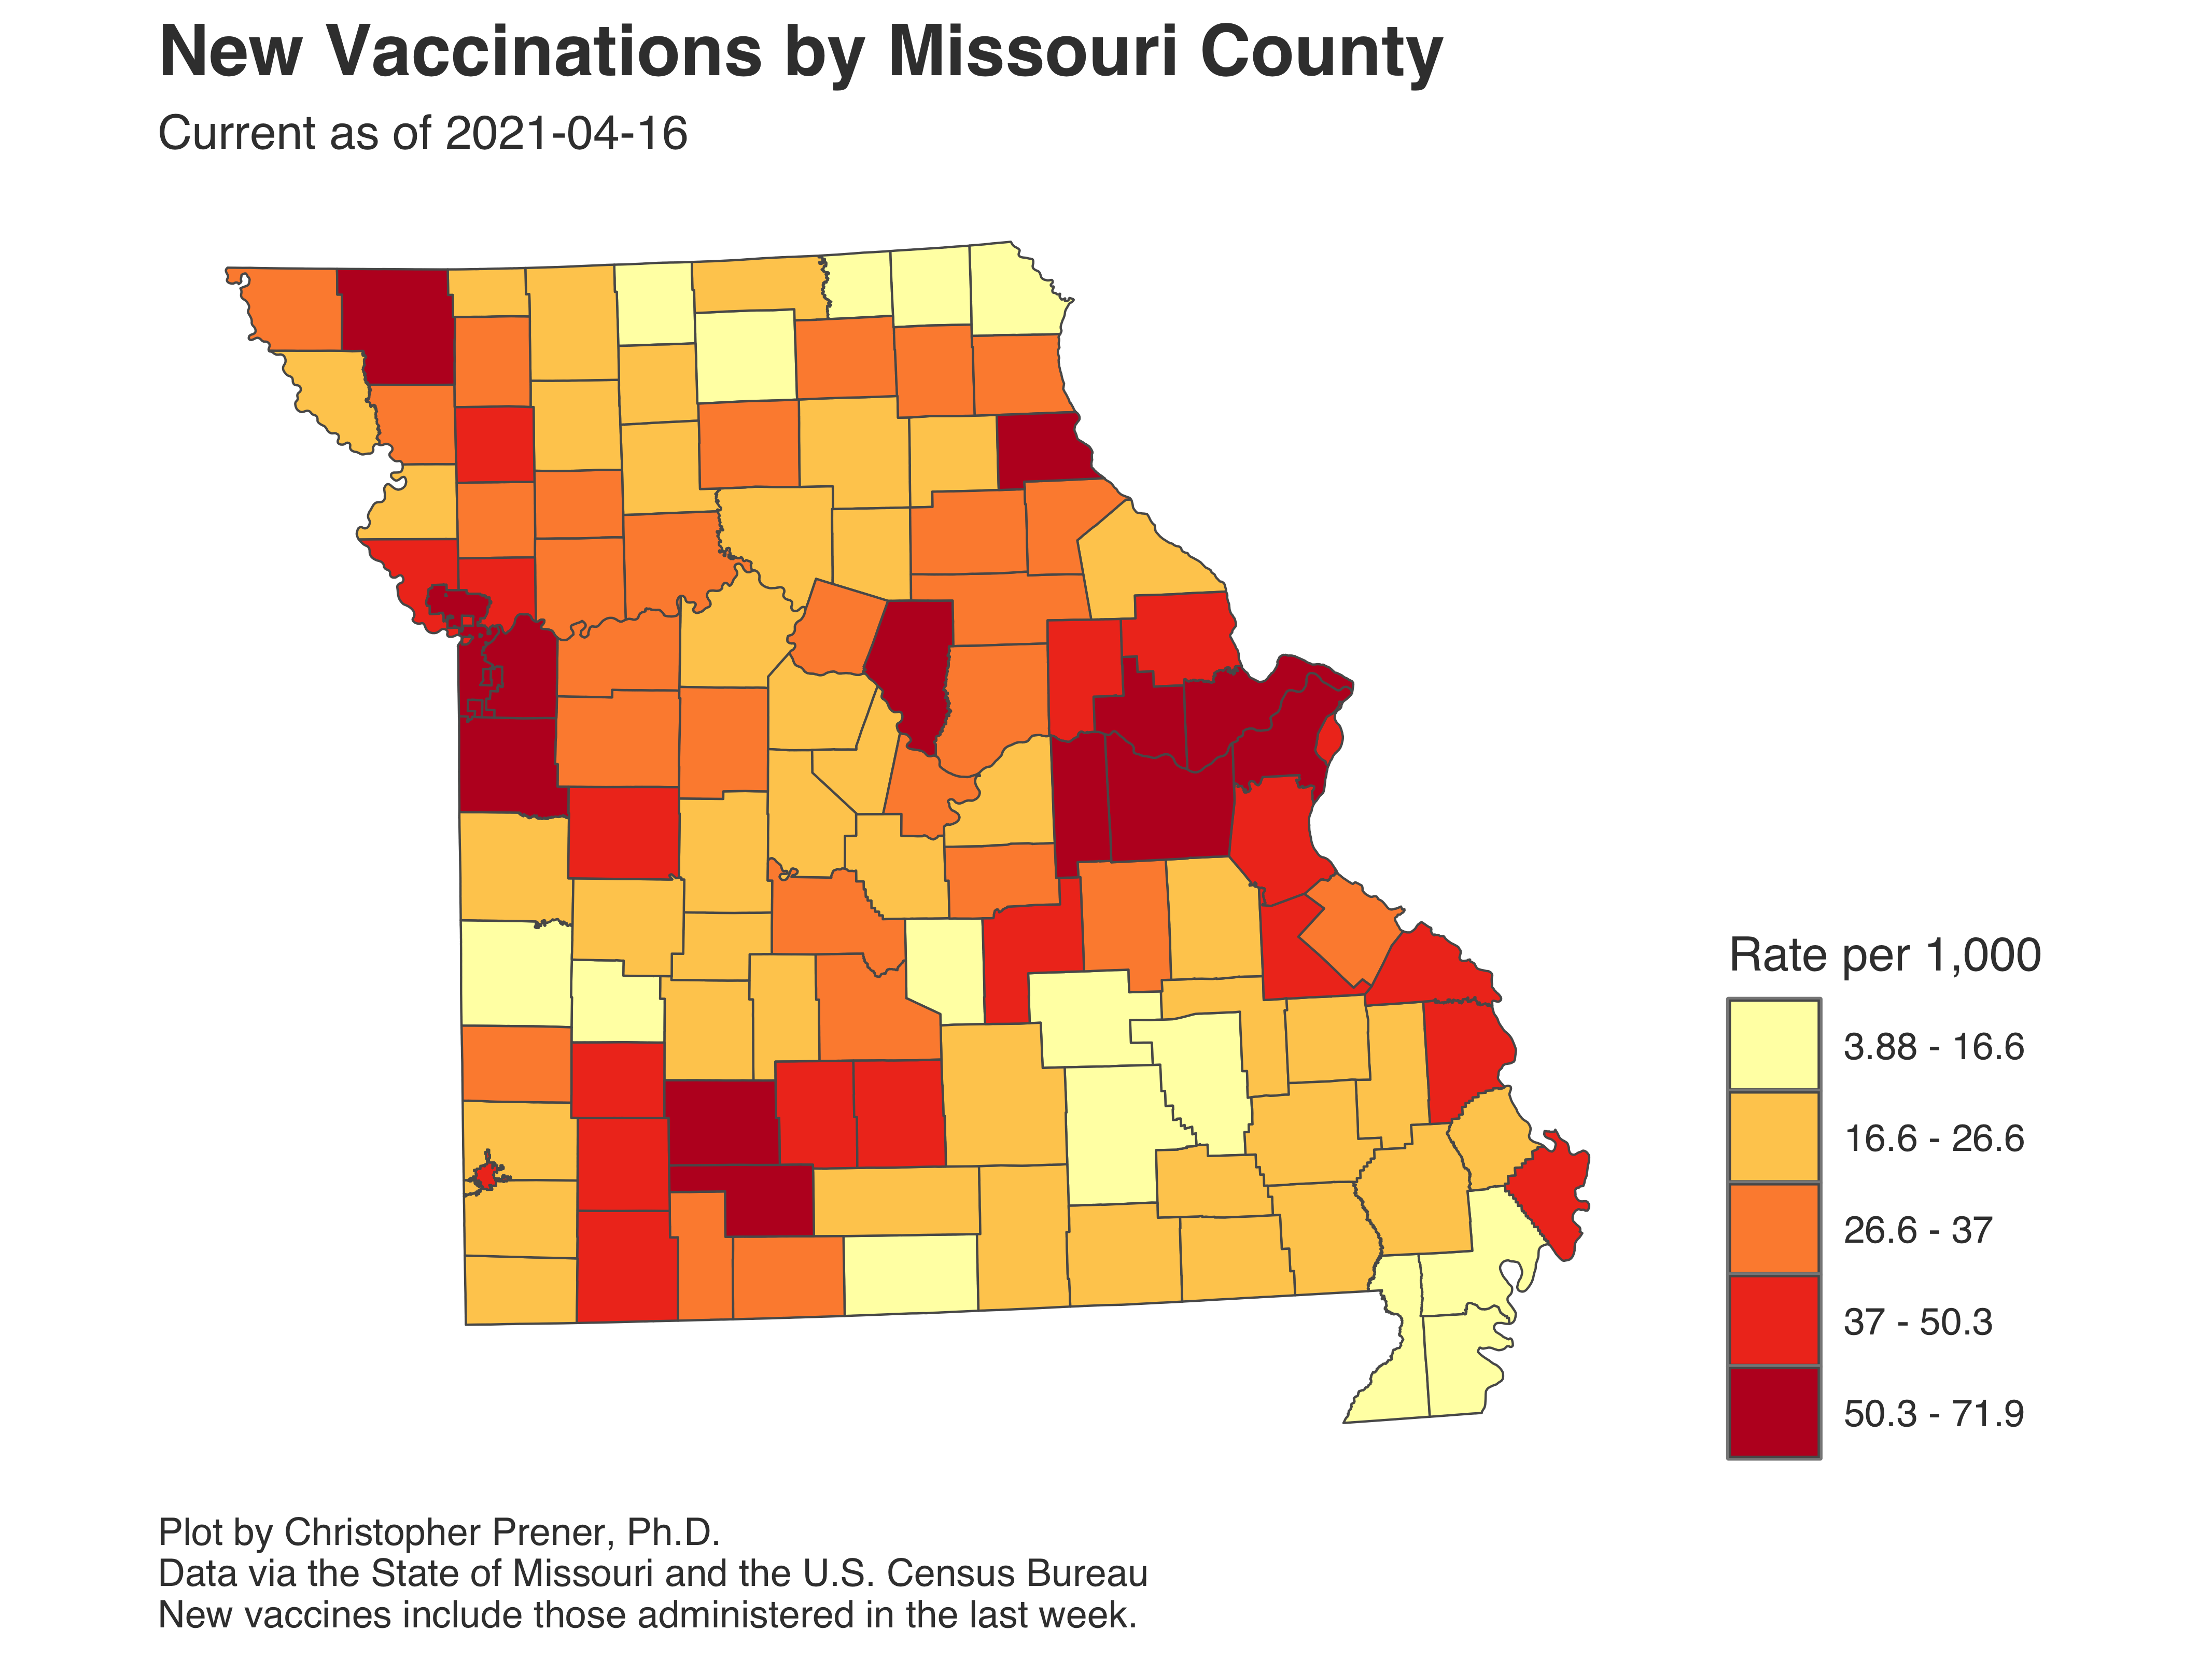 New Vaccinations by Missouri County
Current as of 2021-04-16
Rate per 1,000
3.88 - 16.6
16.6 - 26.6
26.6 - 37
37 - 50.3
50.3 - 71.9
Plot by Christopher Prener, Ph.D.
Data via the State of Missouri and the U.S. Census Bureau
New vaccines include those administered in the last week.